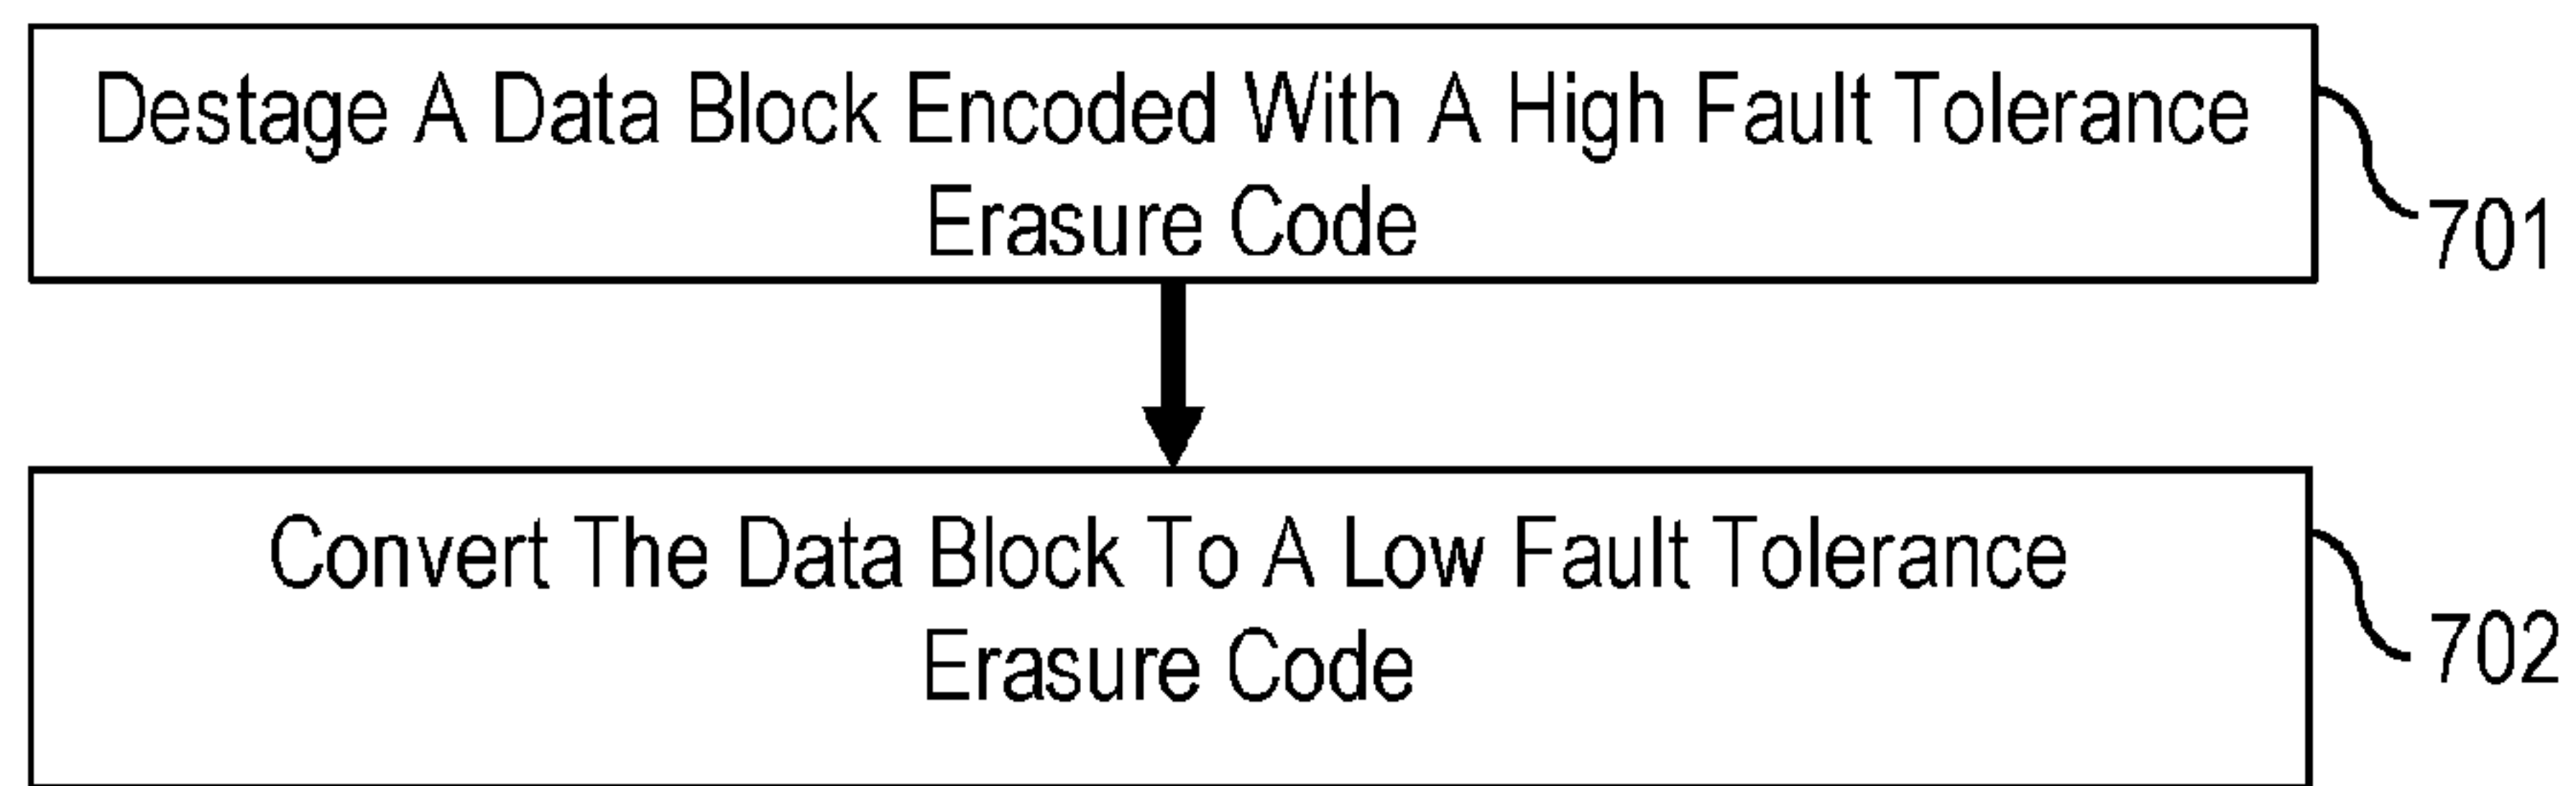 Destage A Data Block Encoded With A High Fault Tolerance
Erasure Code
701
Convert The Data Block To A Low Fault Tolerance
Erasure Code
702